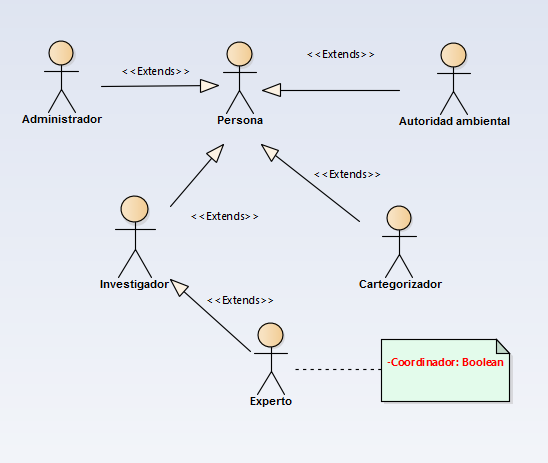 <<Extends>>
<<Extends>>
Administrador
Persona
Autoridad ambiental
<<Extends>>
<<Extends>>
Investigador
Cartegorizador
<<Extends>>
-Coordinador: Boolean
Experto